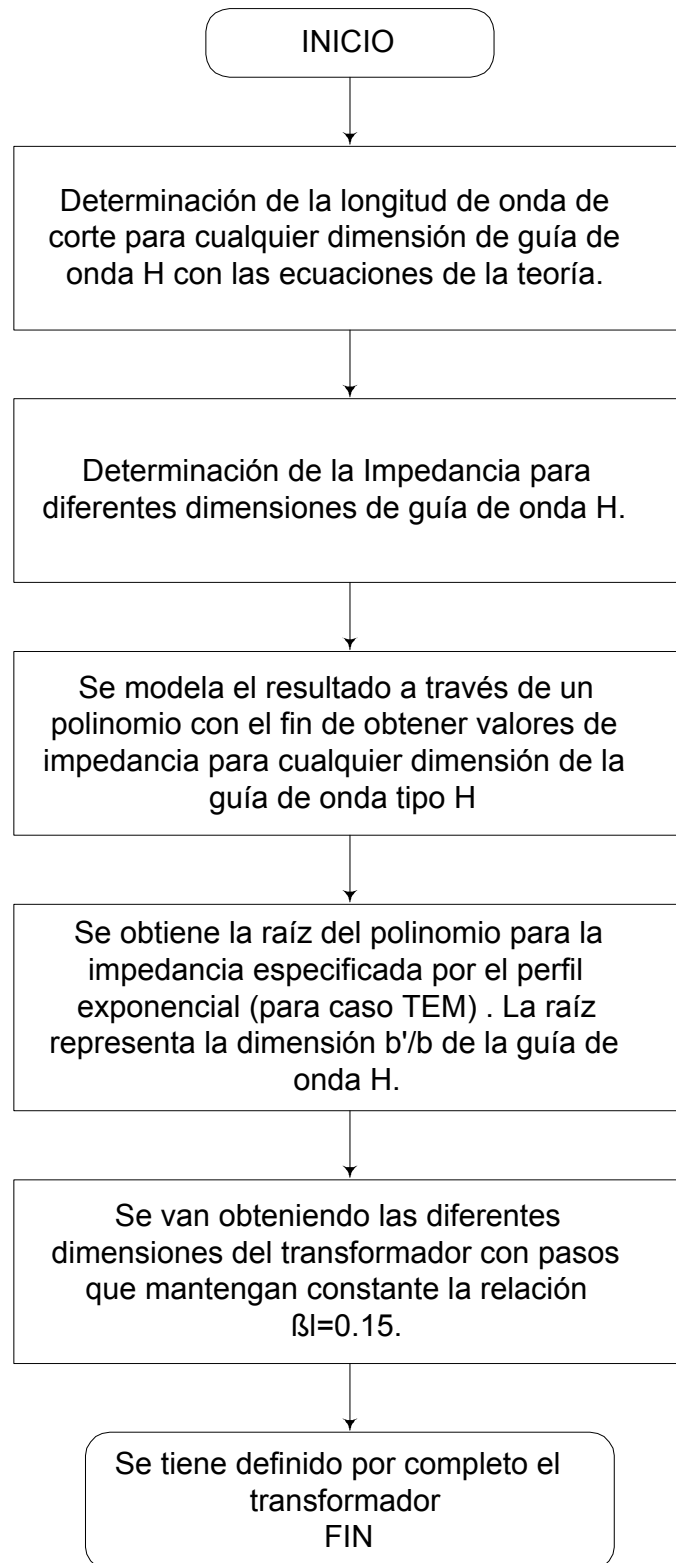 INICIO
Determinación de la longitud de onda de
corte para cualquier dimensión de guía de
onda H con las ecuaciones de la teoría.
Determinación de la Impedancia para
diferentes dimensiones de guía de onda H.
Se modela el resultado a través de un
polinomio con el fin de obtener valores de
impedancia para cualquier dimensión de la
guía de onda tipo H
Se obtiene la raíz del polinomio para la
impedancia especificada por el perfil
exponencial (para caso TEM) . La raíz
representa la dimensión b'/b de la guía de
onda H.
Se van obteniendo las diferentes
dimensiones del transformador con pasos
que mantengan constante la relación
ßl=0.15.
Se tiene definido por completo el
transformador
FIN